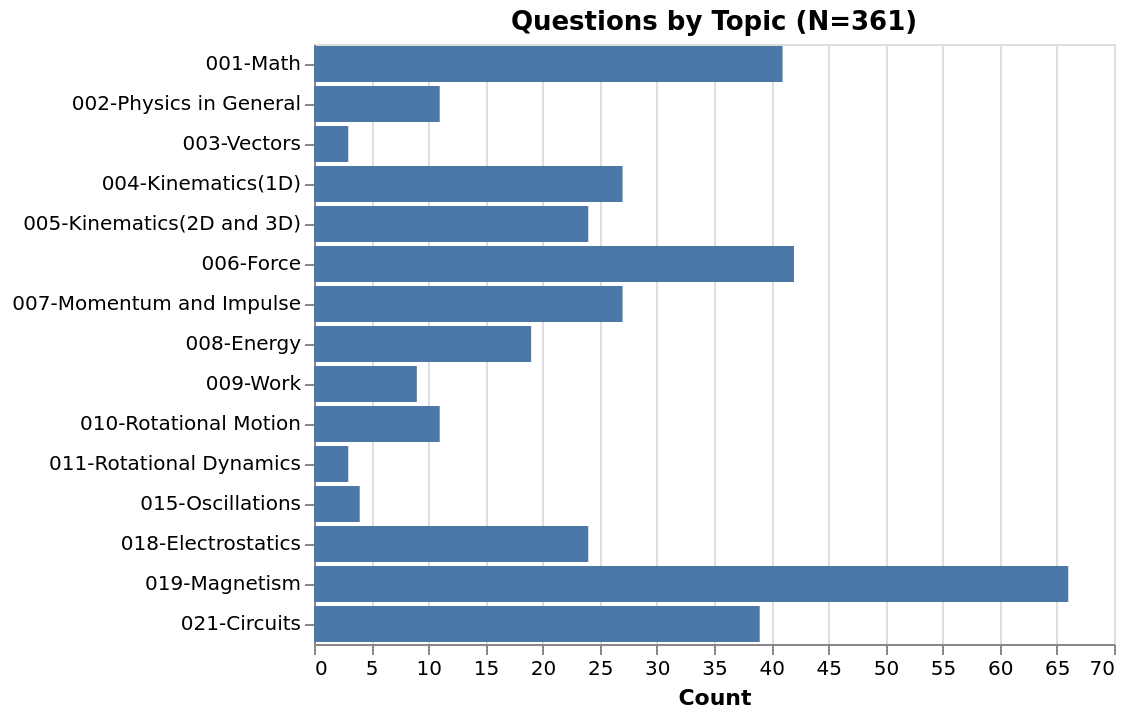 Questions by Topic (N=361)
001-Math
002-Physics in General
003-Vectors
004-Kinematics(1D)
005-Kinematics(2D and 3D)
006-Force
007-Momentum and Impulse
008-Energy
009-Work
010-Rotational Motion
011-Rotational Dynamics
015-Oscillations
018-Electrostatics
019-Magnetism
021-Circuits
0 5 10 15 20 25 30 35 40 45 50 55 60 65 70
Count